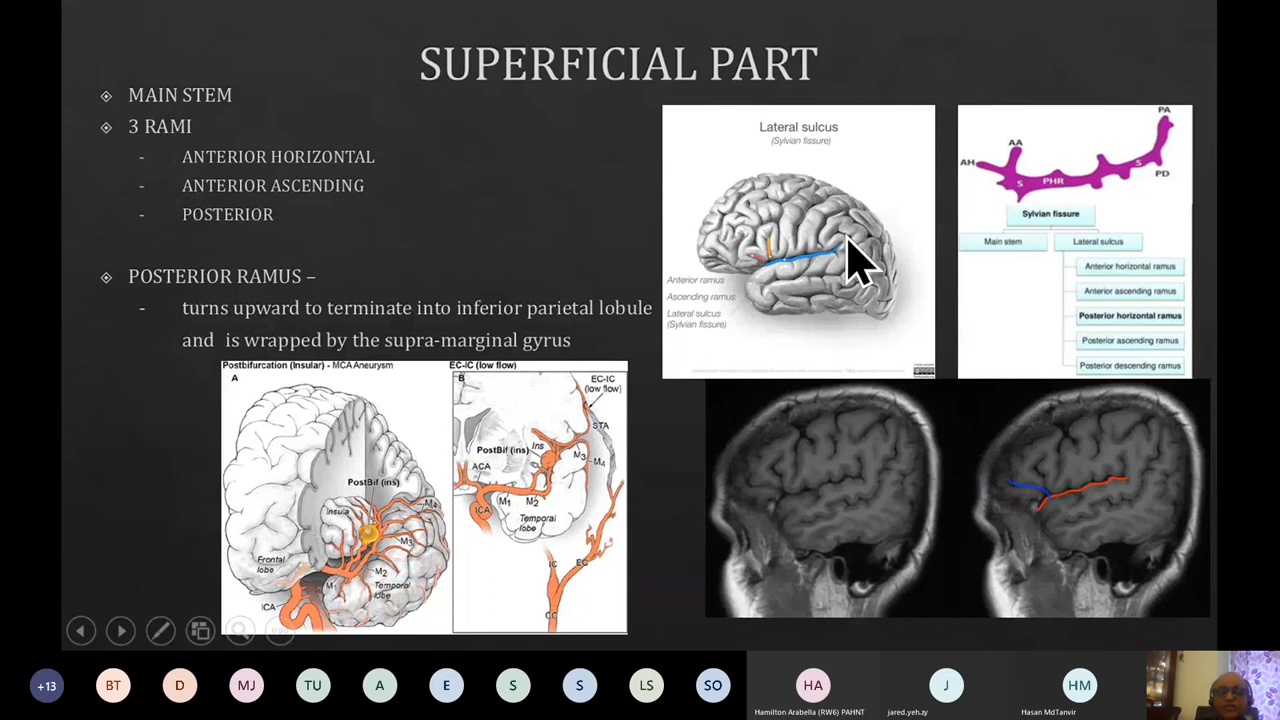 SUPERFICIAL PART
MAIN STEM
3 RAMI
- ANTERIOR HORIZONTAL
- ANTERIOR ASCENDING
- POSTERIOR
POSTERIOR RAMUS –
- turns upward to terminate into inferior parietal lobule
and is wrapped by the supra-marginal gyrus
Lateral sulcus
(Sylvian fissure)
Anterior ramus
Ascending ramus
Lateral sulcus
(Sylvian fissure)
PA
AA
AH
S
PD
S
PHR
Sylvian fissure
Main stem
Lateral sulcus
Anterior horizontal ramus
Anterior ascending ramus
Posterior horizontal ramus
Posterior ascending ramus
Posterior descending ramus
Postbifurcation (Insular) - MCA Aneurysm
A
PostBif (ins)
Insula
M4
M3
Frontal
lobe
M2
M1
Temporal
lobe
ICA
EC-IC (low flow)
B
EC-IC
(low flow)
STA
Ins
PostBif (ins)
M3
M4
ACA
M1
M2
ICA
Temporal
lobe
IC
EC
CC
+13
BT
D
MJ
TU
A
E
S
S
LS
SO
HA
J
HM
Hamilton Arabella (RW6) PAHNT
jared.yeh.zy
Hasan MdTanvir